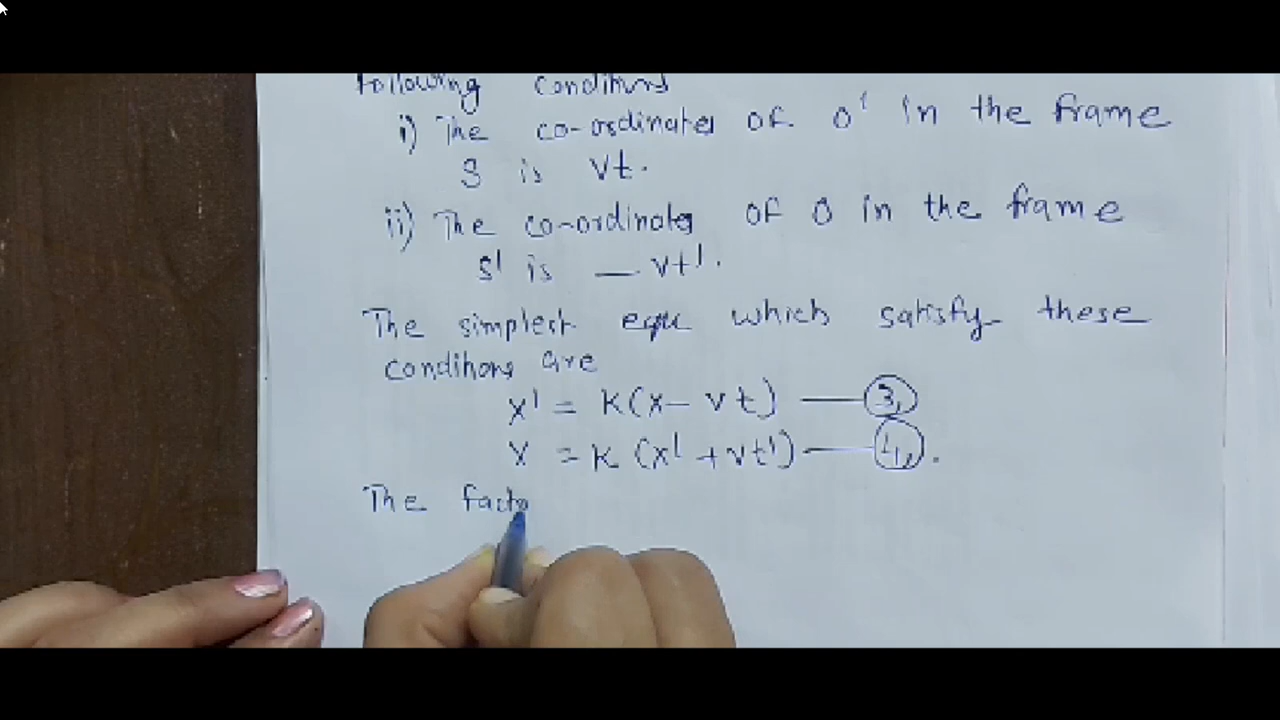 Following conditions
i) The co-ordinates of o' in the frame
S is vt.
ii) The co-ordinates of o in the frame
s' is — vt'.
The simplest equ which satisfy these
conditions are
x' = K(x - vt) —— 3,
x = K (x' + vt') —— 4, .
The facto